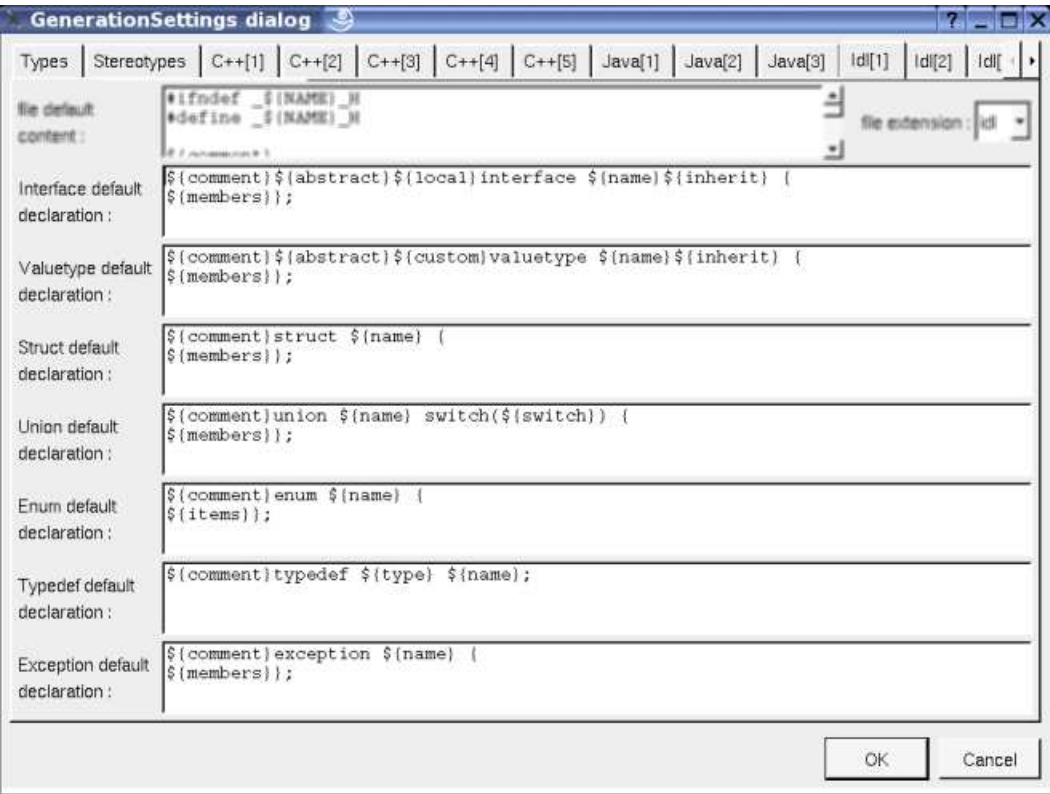 GenerationSettings dialog
Types Stereotypes C++[1] C++[2] C++[3] C++[4] C++[5] Java[1] Java[2] Java[3] Idl[1] Idl[2] Idl[
file default
content :
#ifndef _${NAME}_H
#define _${NAME}_H
${comment}
file extension : idl
Interface default
declaration :
${comment}${abstract}${local}interface ${name}${inherit} {
${members}};
Valuetype default
declaration :
${comment}${abstract}${custom}valuetype ${name}${inherit} {
${members}};
Struct default
declaration :
${comment}struct ${name} {
${members}};
Union default
declaration :
${comment}union ${name} switch(${switch}) {
${members}};
Enum default
declaration :
${comment}enum ${name} {
${items}};
Typedef default
declaration :
${comment}typedef ${type} ${name};
Exception default
declaration :
${comment}exception ${name} {
${members}};
OK Cancel